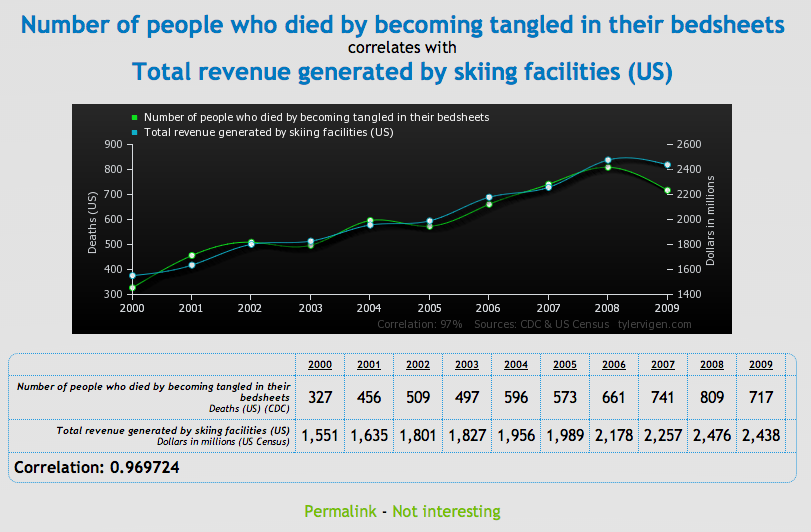 Number of people who died by becoming tangled in their bedsheets
correlates with
Total revenue generated by skiing facilities (US)
Number of people who died by becoming tangled in their bedsheets
Total revenue generated by skiing facilities (US)
900
800
700
600
500
400
300
Deaths (US)
2600
2400
2200
2000
1800
1600
1400
Dollars in millions
2000 2001 2002 2003 2004 2005 2006 2007 2008 2009
Correlation: 97% Sources: CDC & US Census tylervigen.com
2000 2001 2002 2003 2004 2005 2006 2007 2008 2009
Number of people who died by becoming tangled in their
bedsheets
Deaths (US) (CDC)
327 456 509 497 596 573 661 741 809 717
Total revenue generated by skiing facilities (US)
Dollars in millions (US Census)
1,551 1,635 1,801 1,827 1,956 1,989 2,178 2,257 2,476 2,438
Correlation: 0.969724
Permalink - Not interesting